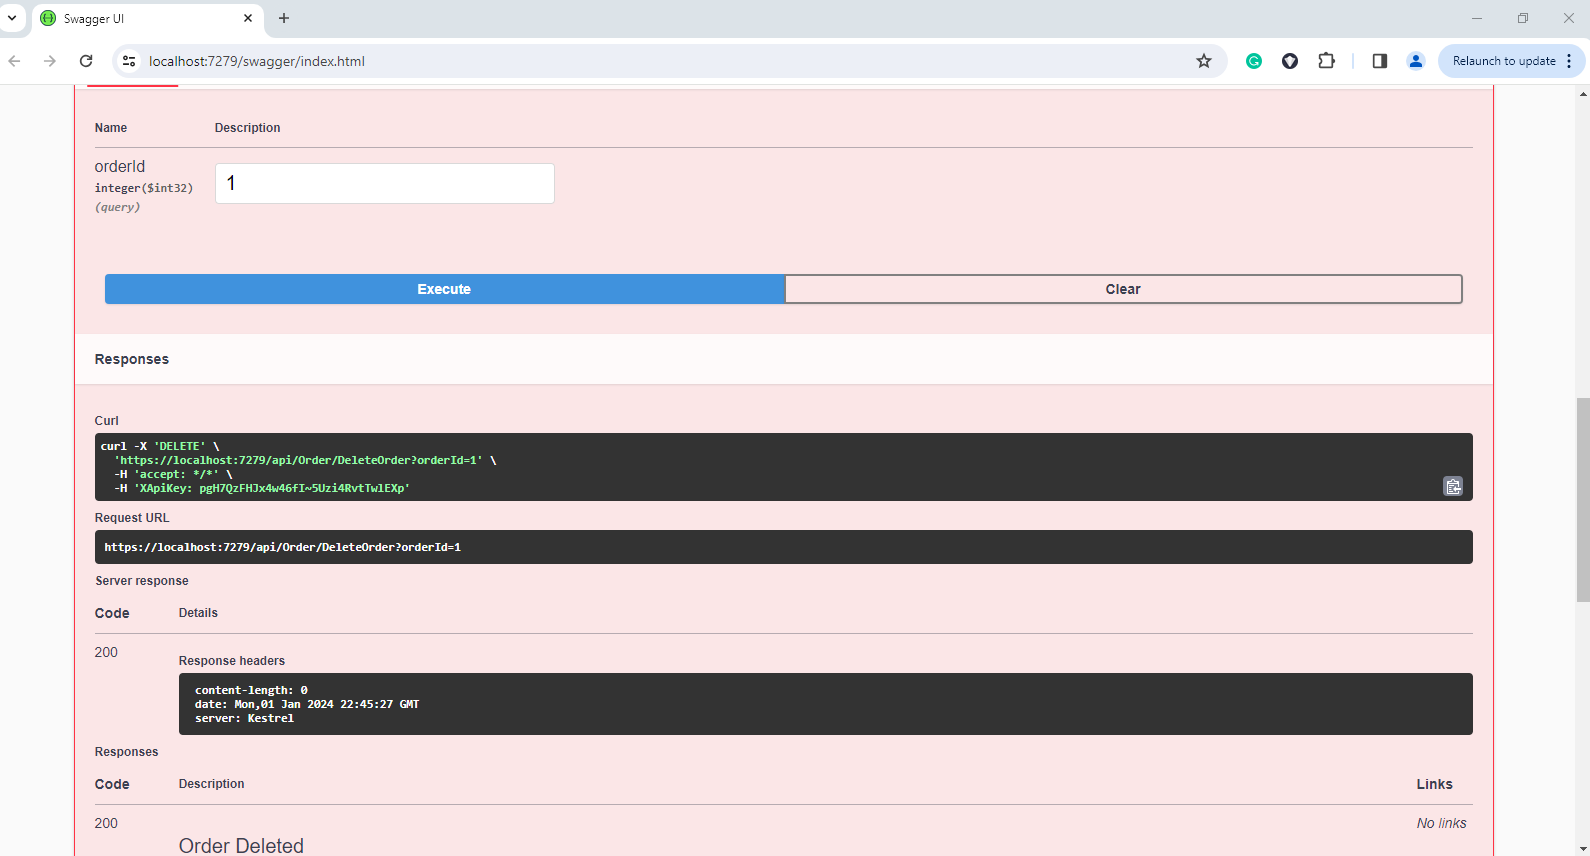 Swagger UI
localhost:7279/swagger/index.html
Relaunch to update
Name Description
orderId
integer($int32)
(query)
1
Execute Clear
Responses
Curl
curl -X 'DELETE' \
'https://localhost:7279/api/Order/DeleteOrder?orderId=1' \
-H 'accept: */*' \
-H 'XApiKey: pgH7QzFHJx4w46fI~5Uzi4RvtTwlEXp'
Request URL
https://localhost:7279/api/Order/DeleteOrder?orderId=1
Server response
Code Details
200
Response headers
content-length: 0
date: Mon,01 Jan 2024 22:45:27 GMT
server: Kestrel
Responses
Code Description Links
200 No links
Order Deleted